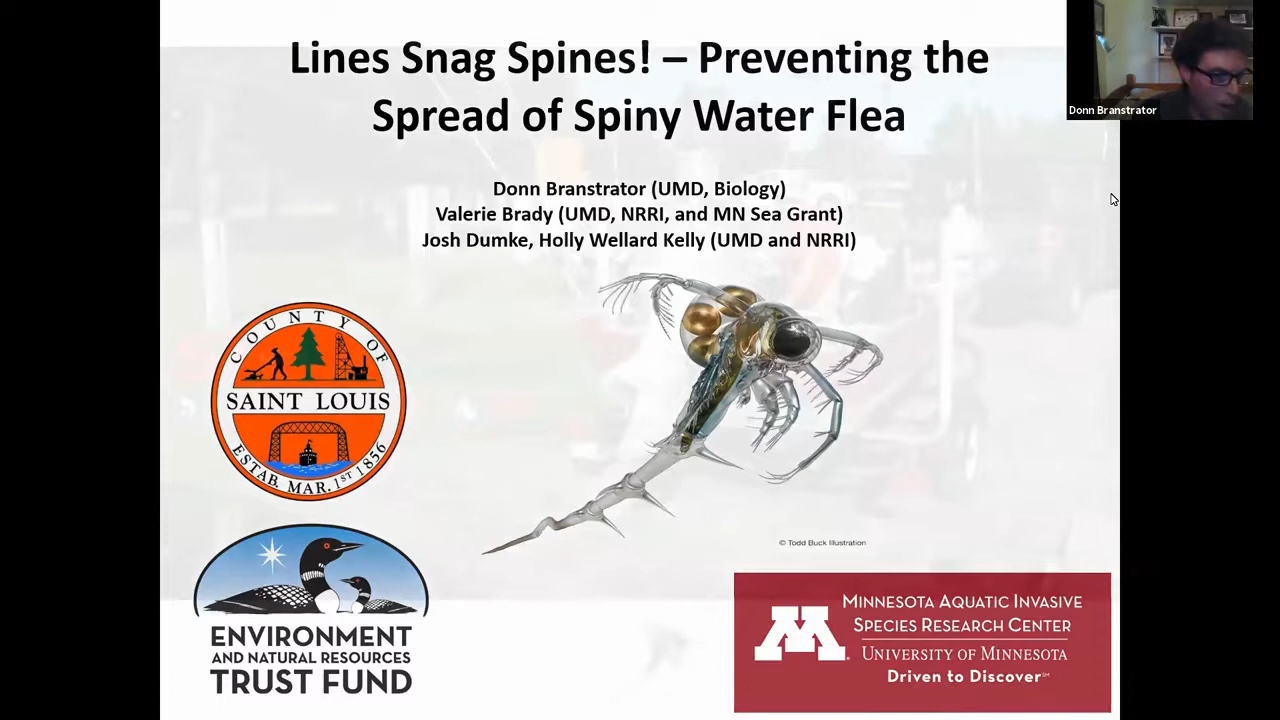 Lines Snag Spines! – Preventing the
Spread of Spiny Water Flea
Donn Branstrator
Donn Branstrator (UMD, Biology)
Valerie Brady (UMD, NRRI, and MN Sea Grant)
Josh Dumke, Holly Wellard Kelly (UMD and NRRI)
COUNTY OF
SAINT LOUIS
ESTAB. MAR. 1ST 1856
© Todd Buck Illustration
ENVIRONMENT
AND NATURAL RESOURCES
TRUST FUND
M
MINNESOTA AQUATIC INVASIVE
SPECIES RESEARCH CENTER
UNIVERSITY OF MINNESOTA
Driven to Discover℠